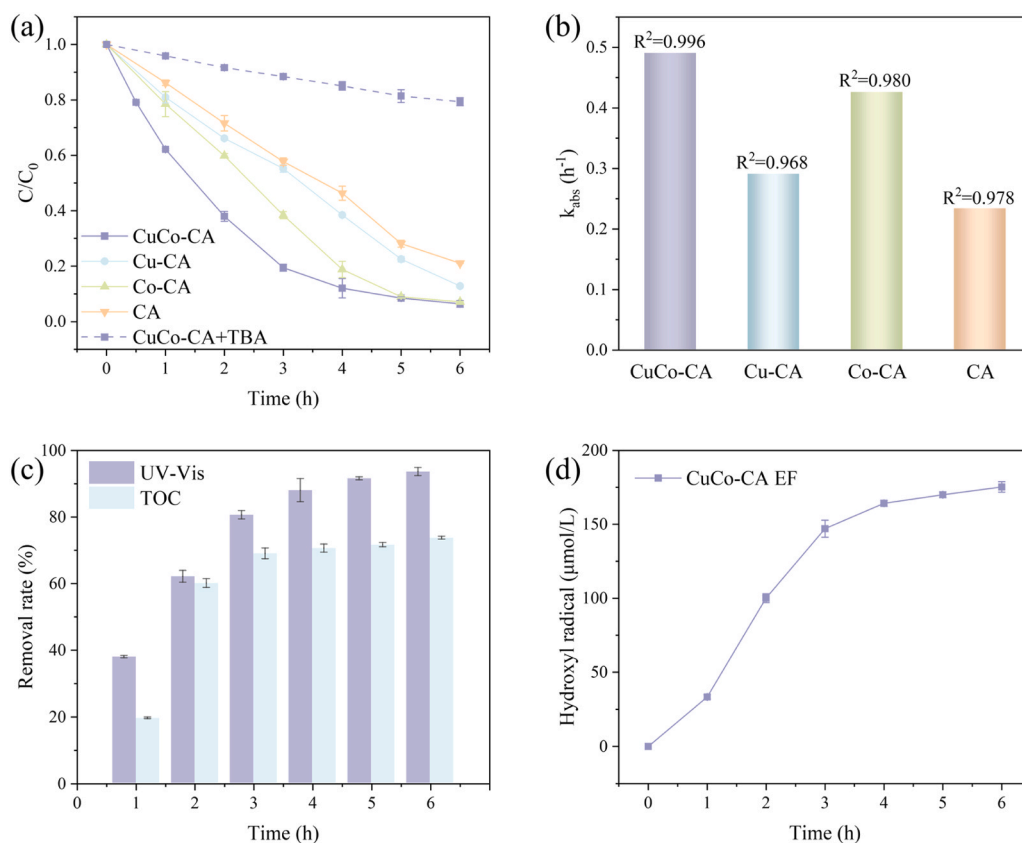 (a)
1.0
0.8
0.6
0.4
0.2
0.0
C/C0
CuCo-CA
Cu-CA
Co-CA
CA
CuCo-CA+TBA
0 1 2 3 4 5 6
Time (h)
(b)
0.5
0.4
0.3
0.2
0.1
0.0
kabs (h-1)
R2=0.996
R2=0.968
R2=0.980
R2=0.978
CuCo-CA Cu-CA Co-CA CA
(c)
100
80
60
40
20
0
Removal rate (%)
UV-Vis
TOC
0 1 2 3 4 5 6
Time (h)
(d)
200
150
100
50
0
Hydroxyl radical (μmol/L)
CuCo-CA EF
0 1 2 3 4 5 6
Time (h)